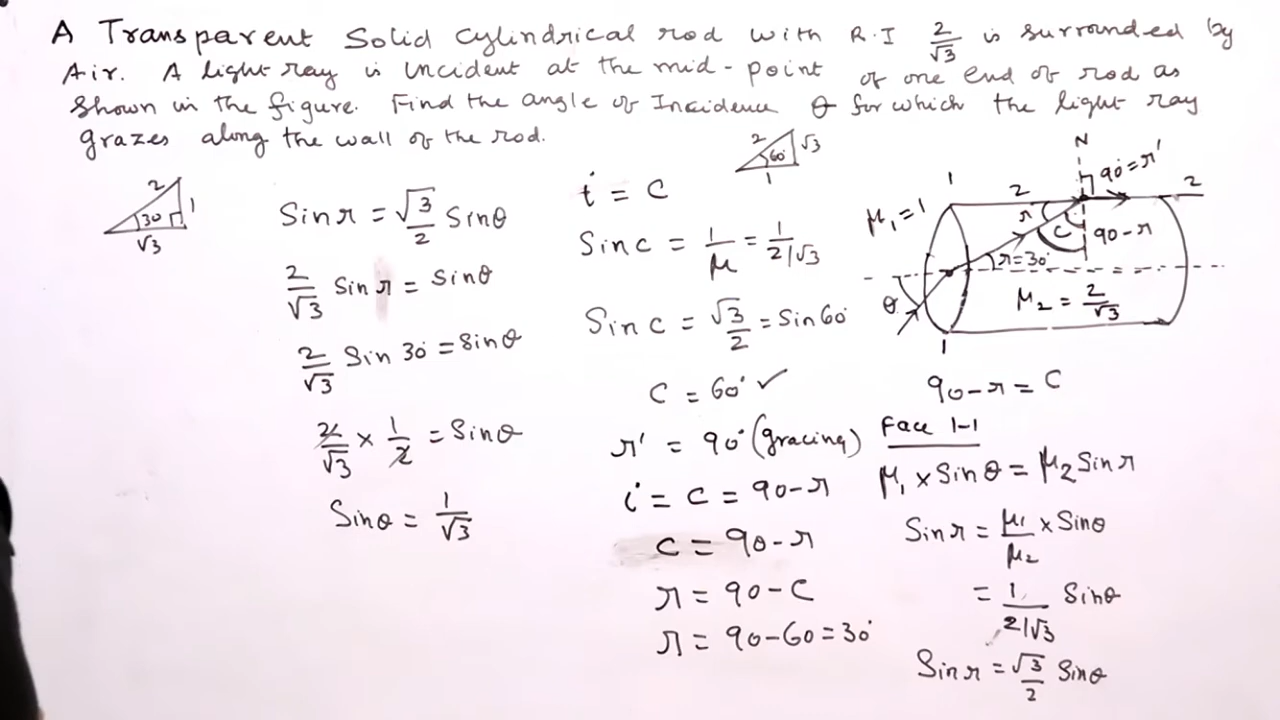 A Transparent Solid cylindrical rod with R.I 2/√3 is surrounded by
Air. A light ray is incident at the mid-point of one end of rod as
shown in the figure. Find the angle of Incidence θ for which the light ray
grazes along the wall of the rod.
2 30° 1 √3
Sin r = √3/2 Sin θ
2/√3 Sin r = Sin θ
2/√3 Sin 30° = Sin θ
2/√3 × 1/2 = Sin θ
Sin θ = 1/√3
2 60° √3 1
i = C
Sin c = 1/μ = 1/2/√3
Sin c = √3/2 = Sin 60°
C = 60° ✓
r' = 90° (gracing)
i = C = 90-r
C = 90-r
r = 90-C
r = 90-60 = 30°
N
90° = r'
1 2 2
μ₁ = 1
r C 90-r
r=30°
θ
μ₂ = 2/√3
1
90-r = C
Face 1-1
μ₁ × Sin θ = μ₂ Sin r
Sin r = μ₁/μ₂ × Sin θ
= 1/2/√3 Sin θ
Sin r = √3/2 Sin θ